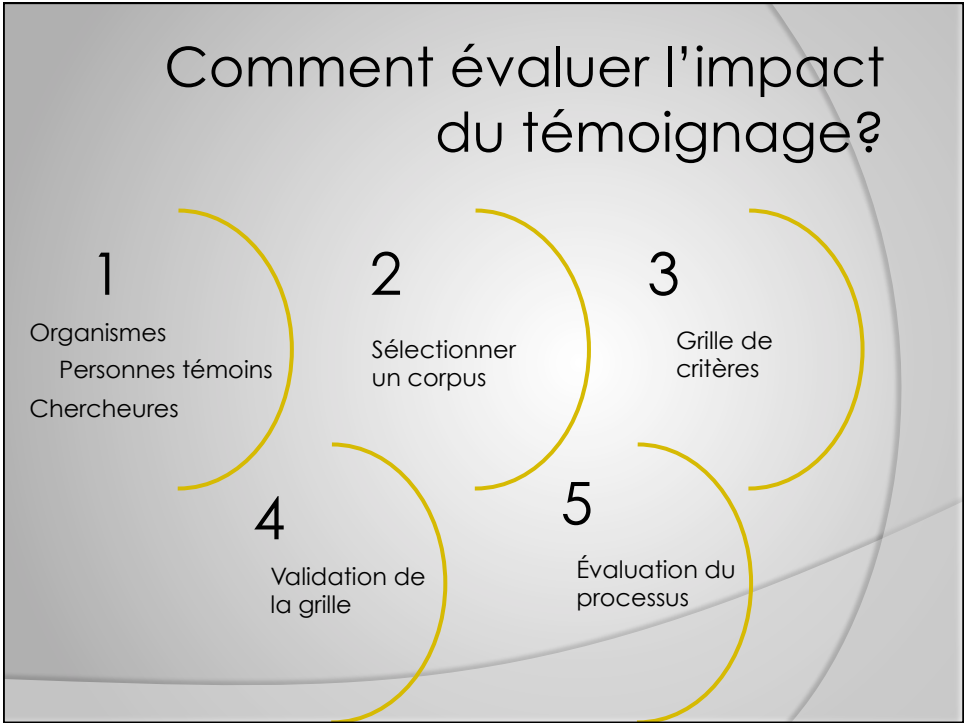 Comment évaluer l’impact
du témoignage?
1
Organismes
Personnes témoins
Chercheures
2
Sélectionner
un corpus
3
Grille de
critères
4
Validation de
la grille
5
Évaluation du
processus